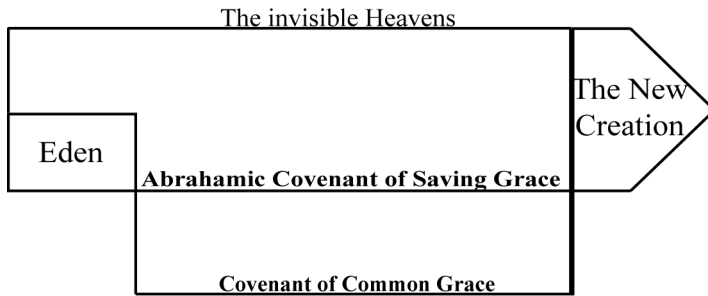 The invisible Heavens
The New
Creation
Eden
Abrahamic Covenant of Saving Grace
Covenant of Common Grace